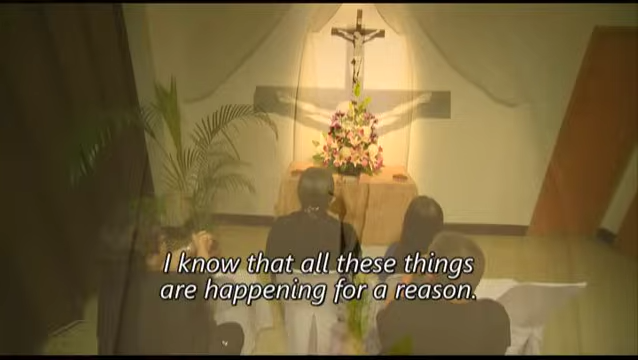 I know that all these things
are happening for a reason.